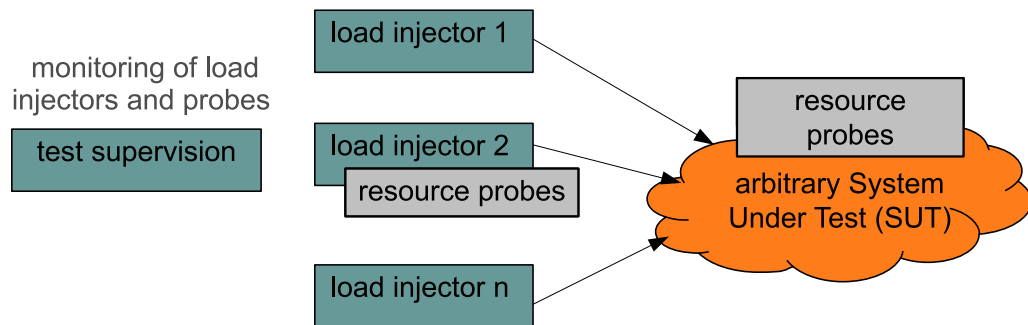 monitoring of load
injectors and probes
test supervision
load injector 1
load injector 2
resource probes
load injector n
resource
probes
arbitrary System
Under Test (SUT)